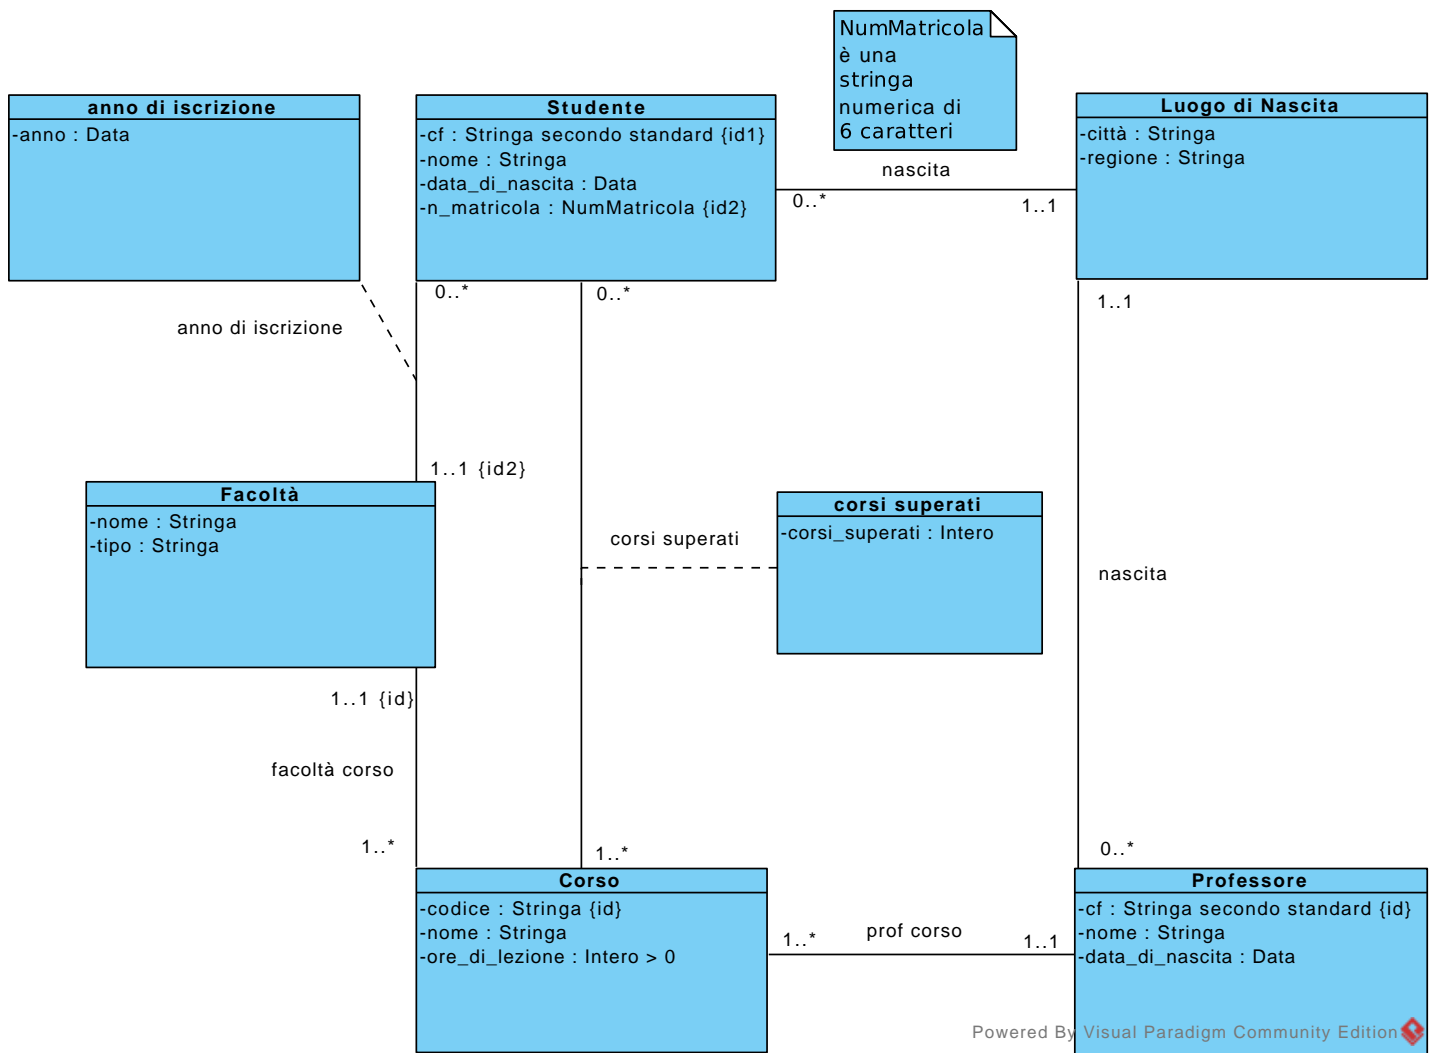 NumMatricola
è una
stringa
numerica di
6 caratteri
anno di iscrizione
-anno : Data
Studente
-cf : Stringa secondo standard {id1}
-nome : Stringa
-data_di_nascita : Data
-n_matricola : NumMatricola {id2}
Luogo di Nascita
-città : Stringa
-regione : Stringa
nascita
0..*
1..1
0..*
0..*
1..1
anno di iscrizione
1..1 {id2}
Facoltà
-nome : Stringa
-tipo : Stringa
corsi superati
corsi superati
-corsi_superati : Intero
nascita
1..1 {id}
facoltà corso
1..*
1..*
0..*
Corso
-codice : Stringa {id}
-nome : Stringa
-ore_di_lezione : Intero > 0
1..*
prof corso
1..1
Professore
-cf : Stringa secondo standard {id}
-nome : Stringa
-data_di_nascita : Data
Powered By Visual Paradigm Community Edition